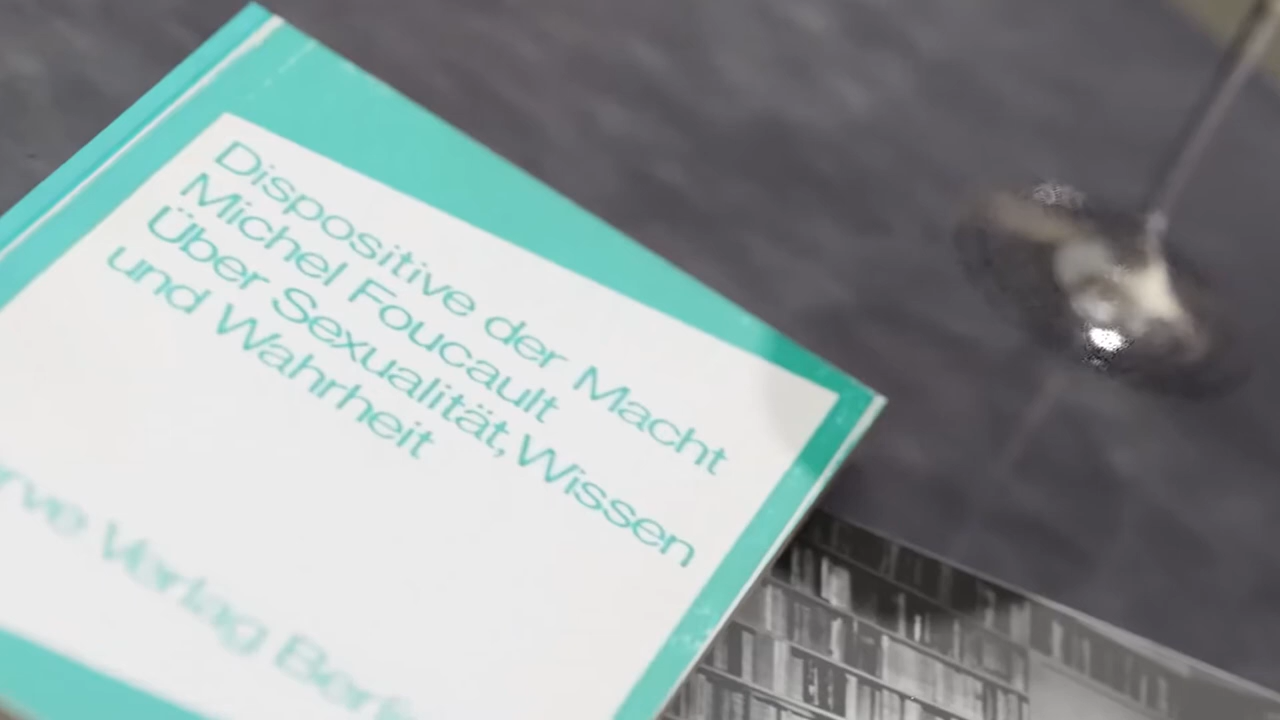 Dispositive der Macht
Michel Foucault
Über Sexualität, Wissen
und Wahrheit
Verlag